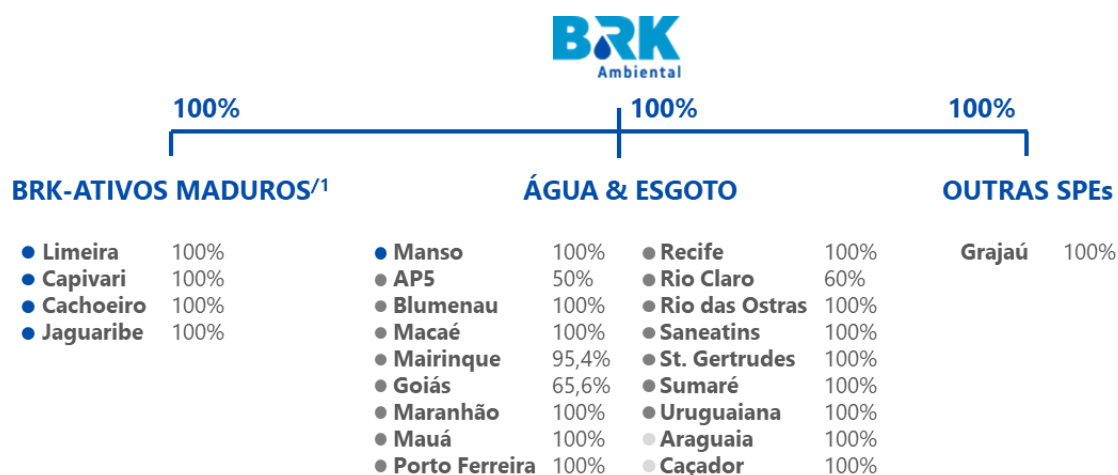 BRK
Ambiental
100% 100% 100%
BRK-ATIVOS MADUROS/1 ÁGUA & ESGOTO OUTRAS SPEs
Limeira 100% Manso 100% Recife 100% Grajaú 100%
Capivari 100% AP5 50% Rio Claro 60%
Cachoeiro 100% Blumenau 100% Rio das Ostras 100%
Jaguaribe 100% Macaé 100% Saneatins 100%
Mairinque 95,4% St. Gertrudes 100%
Goiás 65,6% Sumaré 100%
Maranhão 100% Uruguaiana 100%
Mauá 100% Araguaia 100%
Porto Ferreira 100% Caçador 100%